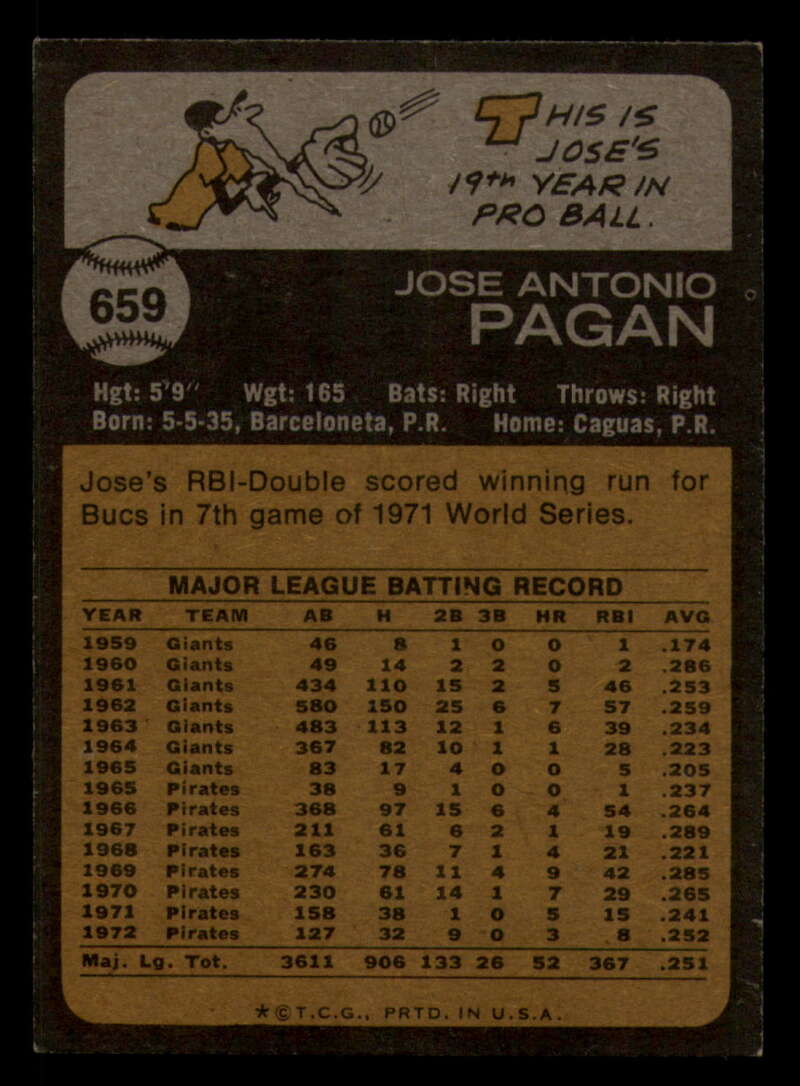 THIS IS
JOSE'S
19TH YEAR IN
PRO BALL.
659
JOSE ANTONIO
PAGAN
Hgt: 5'9" Wgt: 165 Bats: Right Throws: Right
Born: 5-5-35, Barceloneta, P.R. Home: Caguas, P.R.
Jose's RBI-Double scored winning run for
Bucs in 7th game of 1971 World Series.
MAJOR LEAGUE BATTING RECORD
YEAR TEAM AB H 2B 3B HR RBI AVG
1959 Giants 46 8 1 0 0 1 .174
1960 Giants 49 14 2 2 0 2 .286
1961 Giants 434 110 15 2 5 46 .253
1962 Giants 580 150 25 6 7 57 .259
1963 Giants 483 113 12 1 6 39 .234
1964 Giants 367 82 10 1 1 28 .223
1965 Giants 83 17 4 0 0 5 .205
1965 Pirates 38 9 1 0 0 1 .237
1966 Pirates 368 97 15 6 4 54 .264
1967 Pirates 211 61 6 2 1 19 .289
1968 Pirates 163 36 7 1 4 21 .221
1969 Pirates 274 78 11 4 9 42 .285
1970 Pirates 230 61 14 1 7 29 .265
1971 Pirates 158 38 1 0 5 15 .241
1972 Pirates 127 32 9 0 3 8 .252
Maj. Lg. Tot. 3611 906 133 26 52 367 .251
*©T.C.G., PRTD. IN U.S.A.